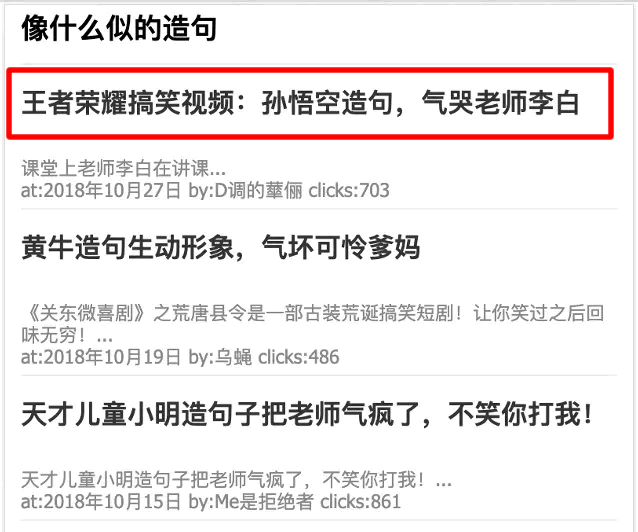 像什么似的造句
王者荣耀搞笑视频：孙悟空造句，气哭老师李白
课堂上老师李白在讲课...
at:2018年10月27日 by:D调的蕐俪 clicks:703
黄牛造句生动形象，气坏可怜爹妈
《关东微喜剧》之荒唐县令是一部古装荒诞搞笑短剧！让你笑过之后回
味无穷！...
at:2018年10月19日 by:乌蝇 clicks:486
天才儿童小明造句子把老师气疯了，不笑你打我！
天才儿童小明造句子把老师气疯了，不笑你打我！...
at:2018年10月15日 by:Me是拒绝者 clicks:861